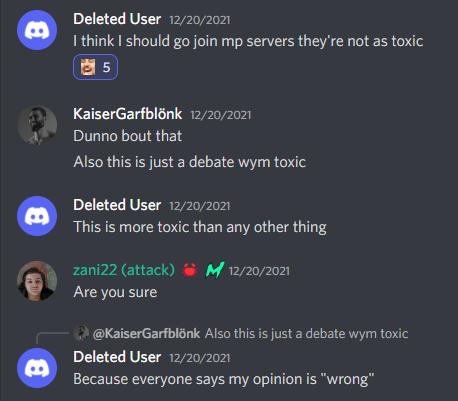 Deleted User 12/20/2021
I think I should go join mp servers they're not as toxic
5
KaiserGarfblönk 12/20/2021
Dunno bout that
Also this is just a debate wym toxic
Deleted User 12/20/2021
This is more toxic than any other thing
zani22 (attack) 12/20/2021
Are you sure
@KaiserGarfblönk Also this is just a debate wym toxic
Deleted User 12/20/2021
Because everyone says my opinion is "wrong"